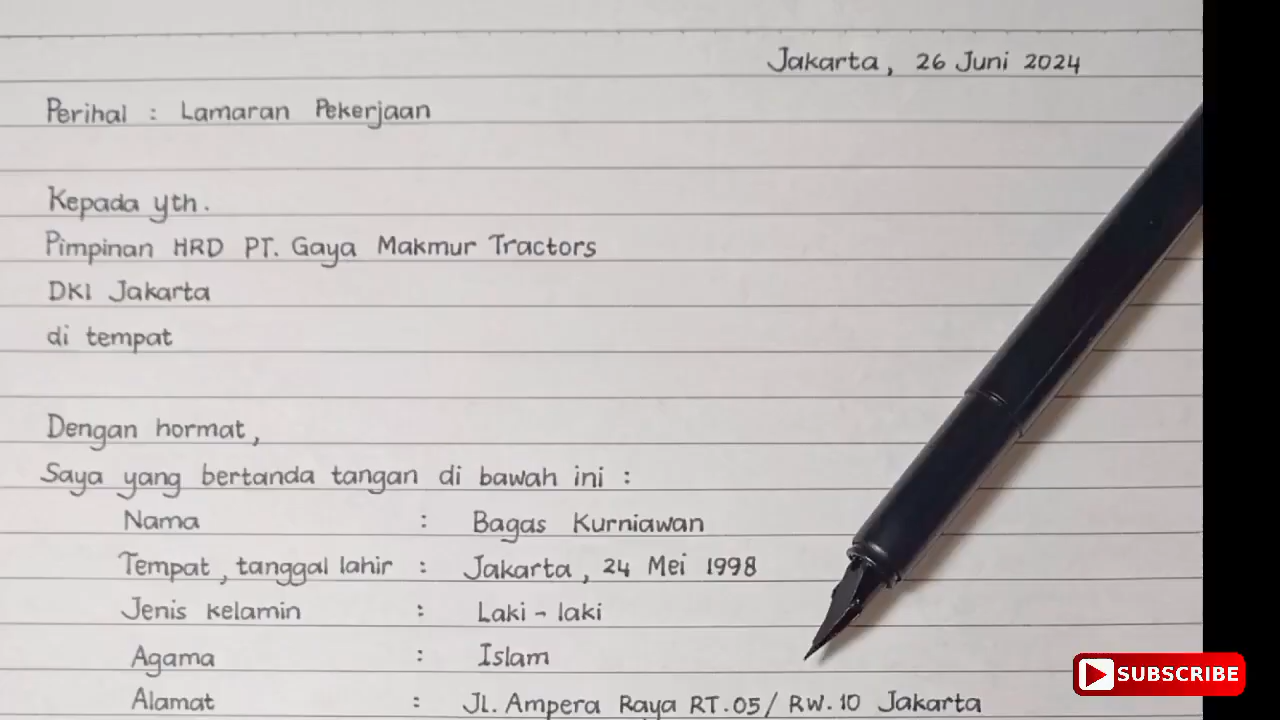 Jakarta, 26 Juni 2024
Perihal : Lamaran Pekerjaan
Kepada yth.
Pimpinan HRD PT. Gaya Makmur Tractors
DKI Jakarta
di tempat
Dengan hormat,
Saya yang bertanda tangan di bawah ini :
Nama : Bagas Kurniawan
Tempat, tanggal lahir : Jakarta, 24 Mei 1998
Jenis kelamin : Laki - laki
Agama : Islam
Alamat : Jl. Ampera Raya RT.05/ RW.10 Jakarta
SUBSCRIBE